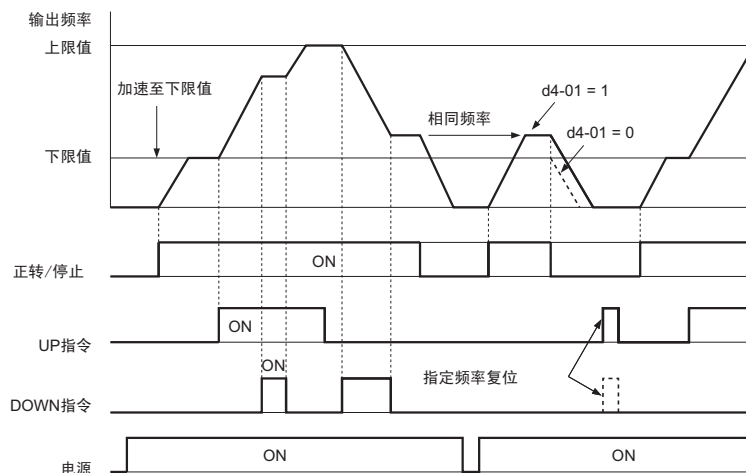 输出频率
上限值
加速至下限值
d4-01 = 1
相同频率
d4-01 = 0
下限值
正转/停止
ON
UP指令
ON
ON
指定频率复位
DOWN指令
电源
ON
ON